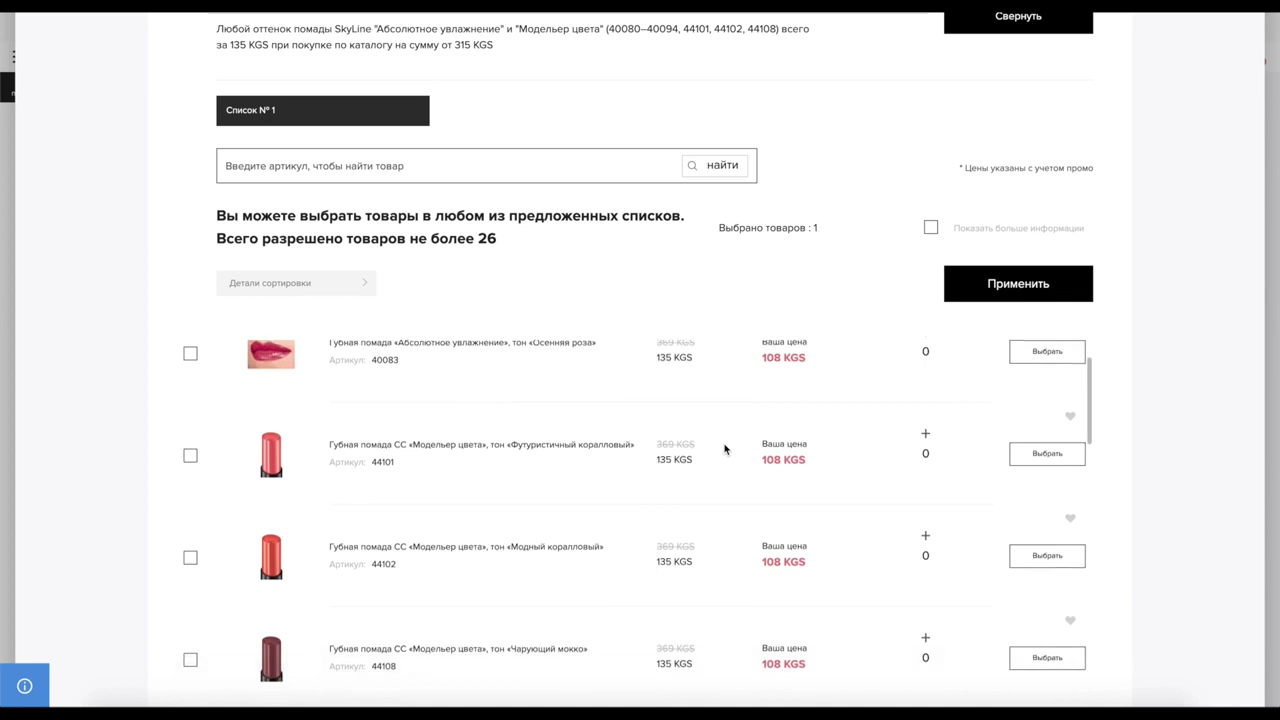 Свернуть
Любой оттенок помады SkyLine "Абсолютное увлажнение" и "Модельер цвета" (40080–40094, 44101, 44102, 44108) всего
за 135 KGS при покупке по каталогу на сумму от 315 KGS
Список № 1
Введите артикул, чтобы найти товар
найти
* Цены указаны с учетом промо
Вы можете выбрать товары в любом из предложенных списков.
Всего разрешено товаров не более 26
Выбрано товаров : 1
Показать больше информации
Детали сортировки
Применить
Губная помада «Абсолютное увлажнение», тон «Осенняя роза»
369 KGS
Ваша цена
Артикул: 40083
135 KGS
108 KGS
0
Выбрать
Губная помада СС «Модельер цвета», тон «Футуристичный коралловый»
369 KGS
Ваша цена
+
Артикул: 44101
135 KGS
108 KGS
0
Выбрать
Губная помада СС «Модельер цвета», тон «Модный коралловый»
369 KGS
Ваша цена
+
Артикул: 44102
135 KGS
108 KGS
0
Выбрать
Губная помада СС «Модельер цвета», тон «Чарующий мокко»
369 KGS
Ваша цена
+
Артикул: 44108
135 KGS
108 KGS
0
Выбрать